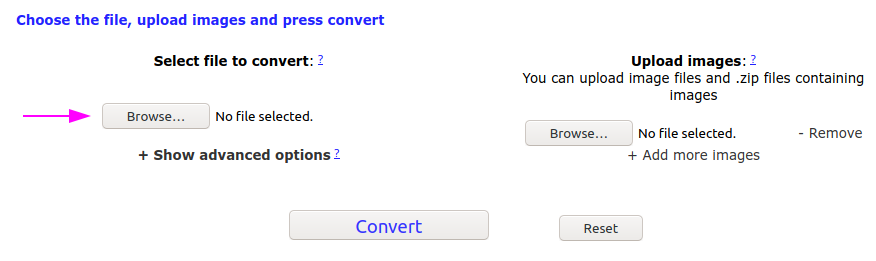 Choose the file, upload images and press convert
Select file to convert: ?
Upload images: ?
You can upload image files and .zip files containing
images
Browse... No file selected.
Browse... No file selected. - Remove
+ Show advanced options ?
+ Add more images
Convert
Reset